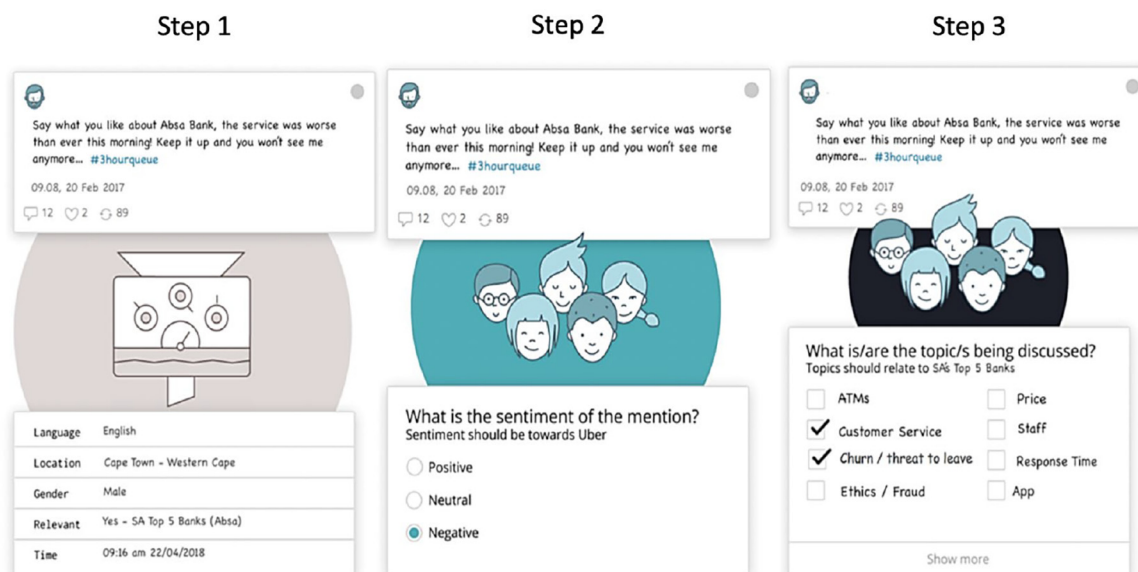 Step 1
Say what you like about Absa Bank, the service was worse
than ever this morning! Keep it up and you won't see me
anymore... #3hourqueue
09.08, 20 Feb 2017
12 2 89
Language English
Location Cape Town - Western Cape
Gender Male
Relevant Yes - SA Top 5 Banks (Absa)
Time 09:16 am 22/04/2018
Step 2
Say what you like about Absa Bank, the service was worse
than ever this morning! Keep it up and you won't see me
anymore... #3hourqueue
09.08, 20 Feb 2017
12 2 89
What is the sentiment of the mention?
Sentiment should be towards Uber
Positive
Neutral
Negative
Step 3
Say what you like about Absa Bank, the service was worse
than ever this morning! Keep it up and you won't see me
anymore... #3hourqueue
09.08, 20 Feb 2017
12 2 89
What is/are the topic/s being discussed?
Topics should relate to SA's Top 5 Banks
ATMs
Customer Service
Churn / threat to leave
Ethics / Fraud
Price
Staff
Response Time
App
Show more